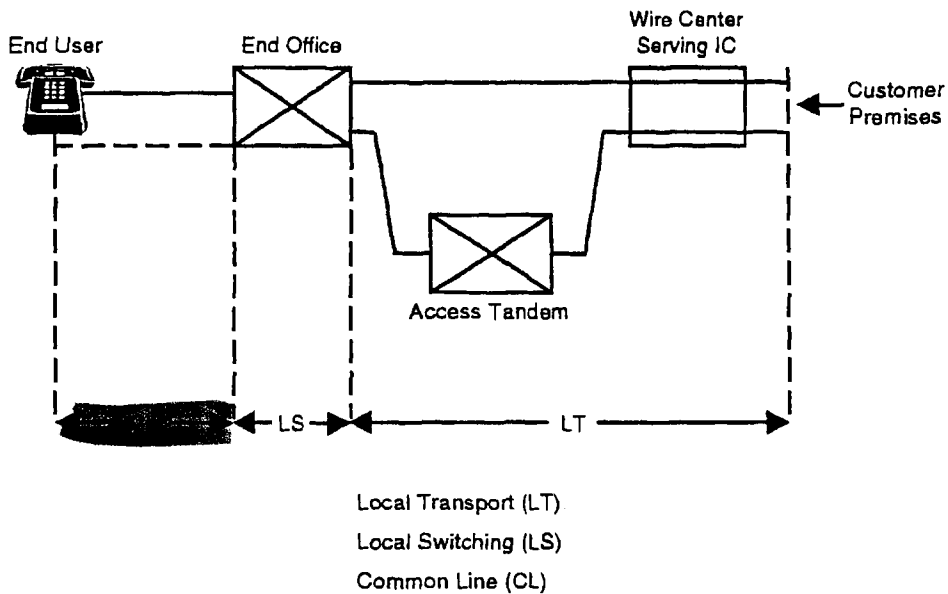 Wire Center
Serving IC
End User
End Office
Customer
Premises
Access Tandem
LS
LT
Local Transport (LT)
Local Switching (LS)
Common Line (CL)